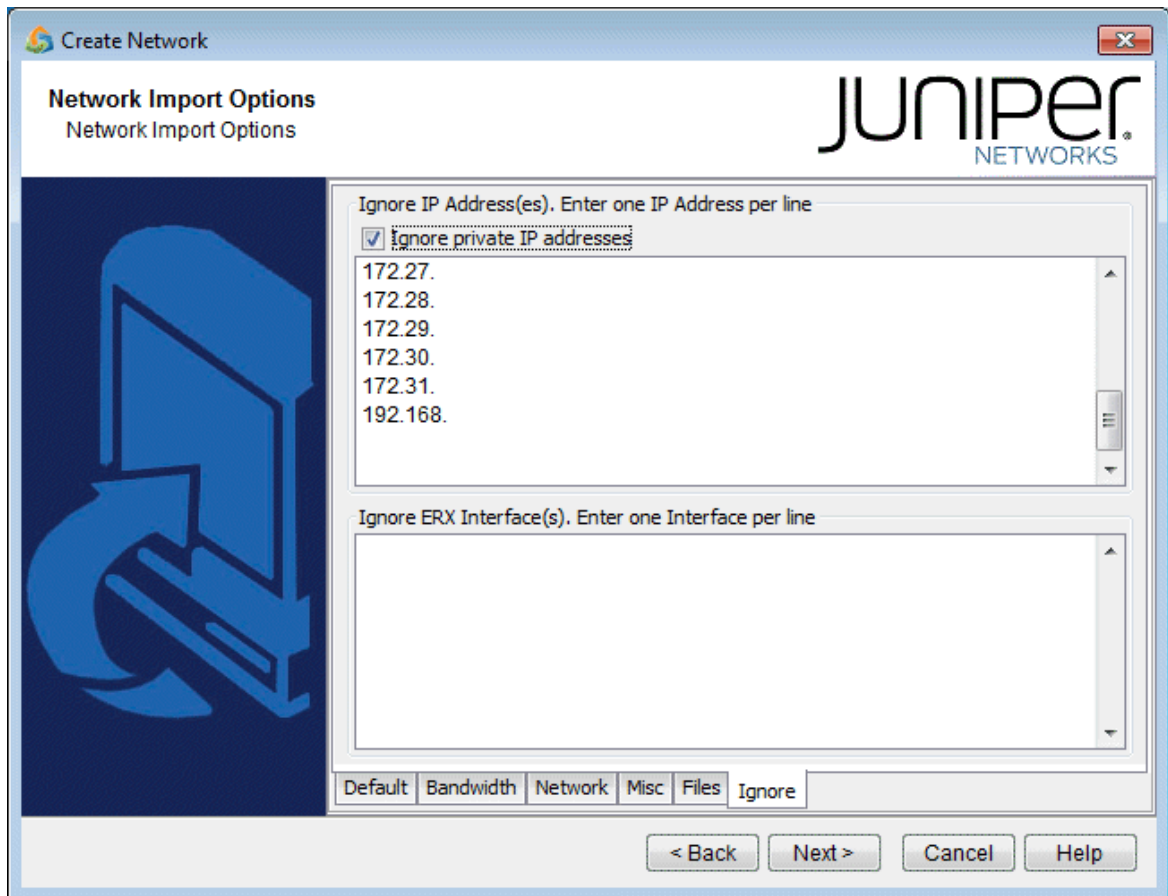 Create Network
Network Import Options
Network Import Options
JUNIPER
NETWORKS
Ignore IP Address(es). Enter one IP Address per line
Ignore private IP addresses
172.27.
172.28.
172.29.
172.30.
172.31.
192.168.
Ignore ERX Interface(s). Enter one Interface per line
Default Bandwidth Network Misc Files Ignore
< Back Next > Cancel Help